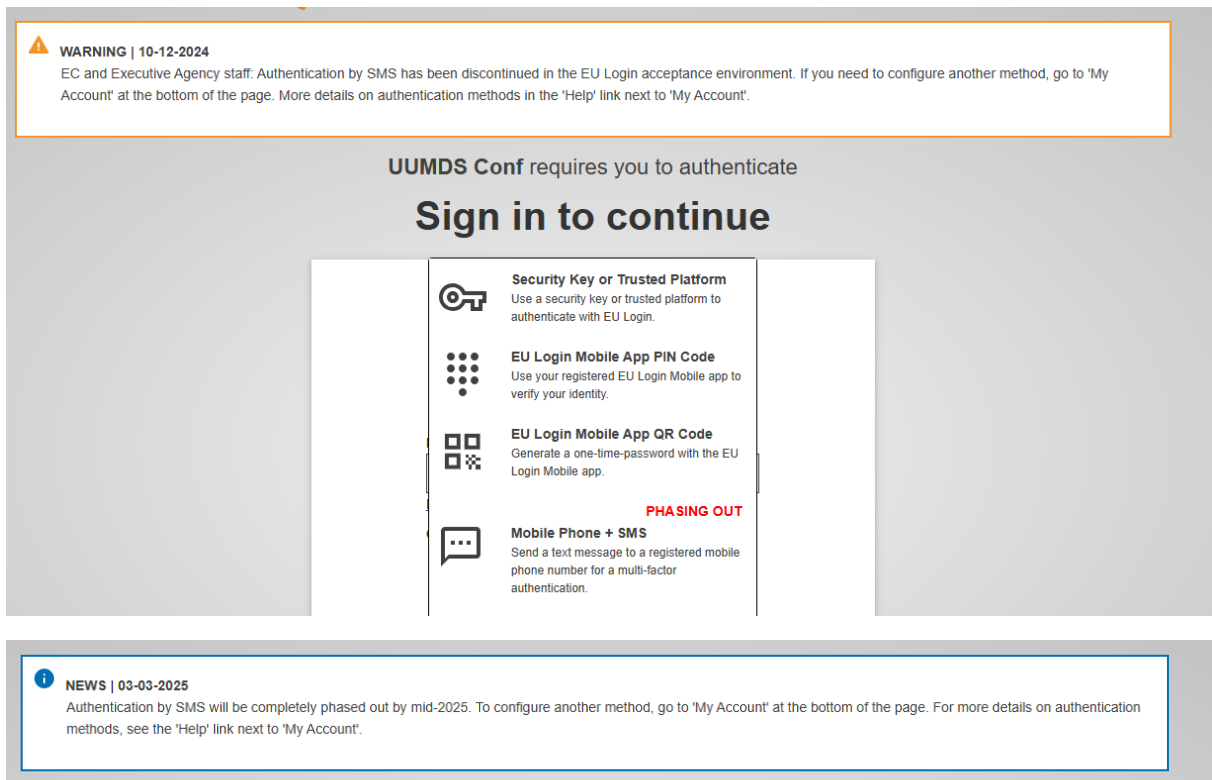 WARNING | 10-12-2024
EC and Executive Agency staff: Authentication by SMS has been discontinued in the EU Login acceptance environment. If you need to configure another method, go to 'My
Account' at the bottom of the page. More details on authentication methods in the 'Help' link next to 'My Account'.
UUMDS Conf requires you to authenticate
Sign in to continue
Security Key or Trusted Platform
Use a security key or trusted platform to
authenticate with EU Login.
EU Login Mobile App PIN Code
Use your registered EU Login Mobile app to
verify your identity.
EU Login Mobile App QR Code
Generate a one-time-password with the EU
Login Mobile app.
PHASING OUT
Mobile Phone + SMS
Send a text message to a registered mobile
phone number for a multi-factor
authentication.
NEWS | 03-03-2025
Authentication by SMS will be completely phased out by mid-2025. To configure another method, go to 'My Account' at the bottom of the page. For more details on authentication
methods, see the 'Help' link next to 'My Account'.